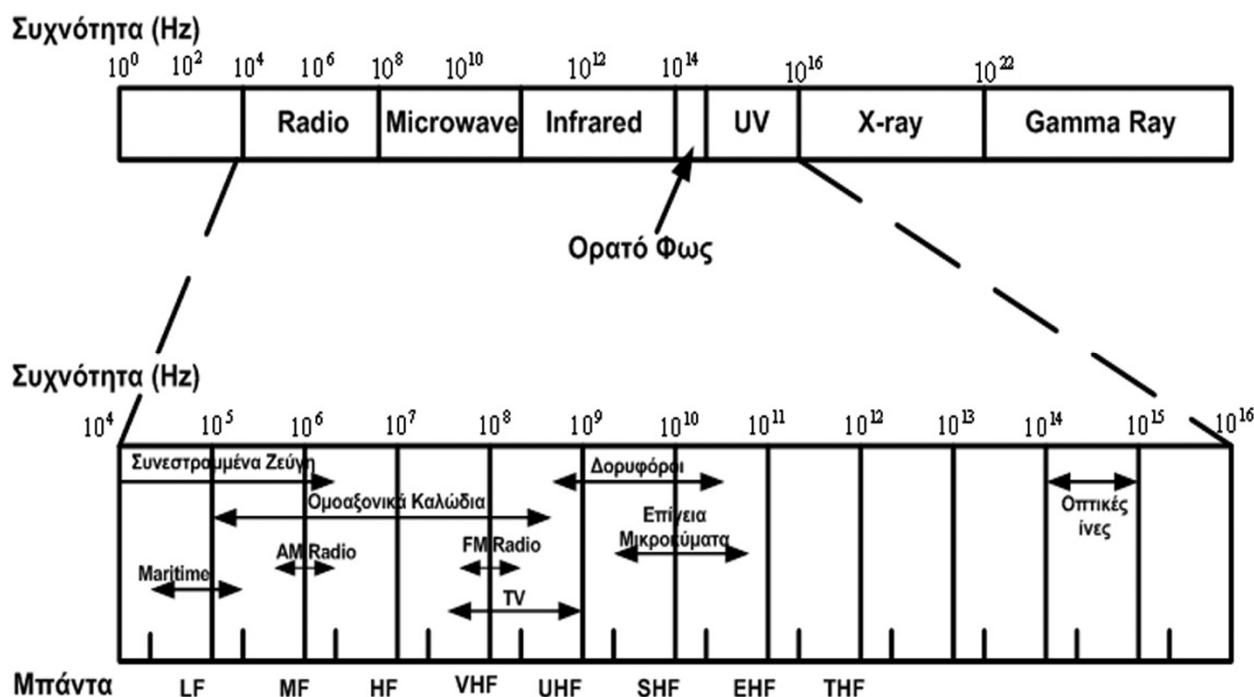 Συχνότητα (Hz)
10⁰ 10² 10⁴ 10⁶ 10⁸ 10¹⁰ 10¹² 10¹⁴ 10¹⁶ 10²²
Radio Microwave Infrared UV X-ray Gamma Ray
Ορατό Φως
Συχνότητα (Hz)
10⁴ 10⁵ 10⁶ 10⁷ 10⁸ 10⁹ 10¹⁰ 10¹¹ 10¹² 10¹³ 10¹⁴ 10¹⁵ 10¹⁶
Συνεστραμμένα Ζεύγη Δορυφόροι
Ομοαξονικά Καλώδια Επίγεια Οπτικές
Μικροκύματα ίνες
AM Radio FM Radio
Maritime
TV
Μπάντα LF MF HF VHF UHF SHF EHF THF